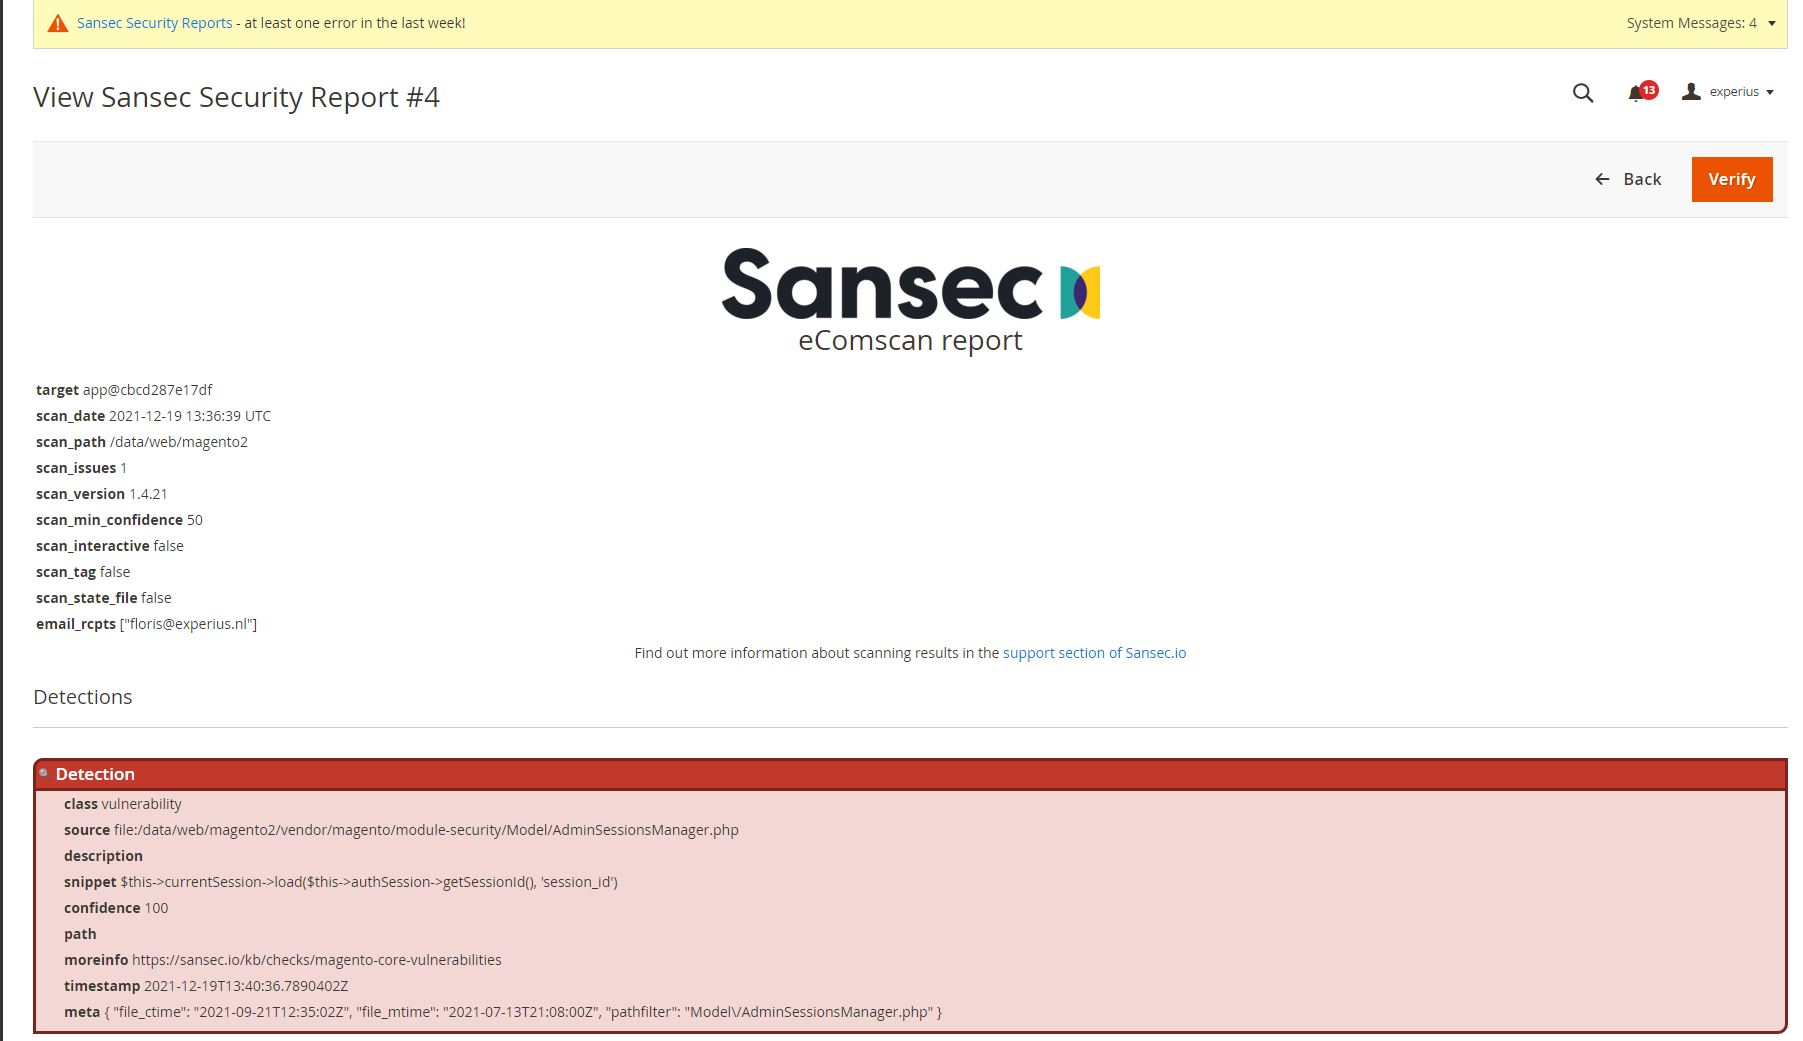 Sansec Security Reports - at least one error in the last week!
System Messages: 4
View Sansec Security Report #4
13
experius
Back
Verify
Sansec
eComscan report
target app@cbcd287e17df
scan_date 2021-12-19 13:36:39 UTC
scan_path /data/web/magento2
scan_issues 1
scan_version 1.4.21
scan_min_confidence 50
scan_interactive false
scan_tag false
scan_state_file false
email_rcpts ["floris@experius.nl"]
Find out more information about scanning results in the support section of Sansec.io
Detections
Detection
class vulnerability
source file:/data/web/magento2/vendor/magento/module-security/Model/AdminSessionsManager.php
description
snippet $this->currentSession->load($this->authSession->getSessionId(), 'session_id')
confidence 100
path
moreinfo https://sansec.io/kb/checks/magento-core-vulnerabilities
timestamp 2021-12-19T13:40:36.7890402Z
meta { "file_ctime": "2021-09-21T12:35:02Z", "file_mtime": "2021-07-13T21:08:00Z", "pathfilter": "Model\/AdminSessionsManager.php" }